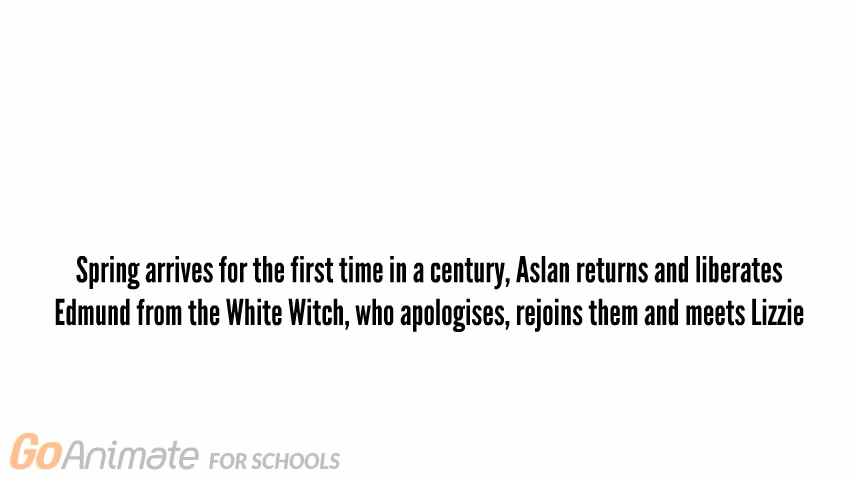 Spring arrives for the first time in a century, Aslan returns and liberates
Edmund from the White Witch, who apologises, rejoins them and meets Lizzie
GoAnimate FOR SCHOOLS